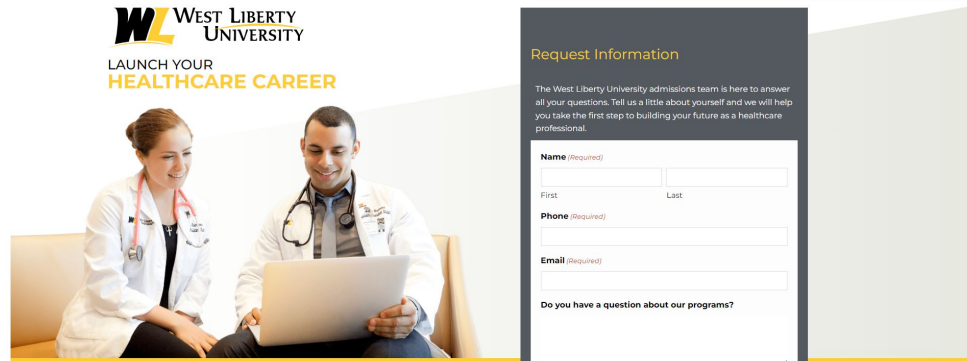 WL WEST LIBERTY
UNIVERSITY
LAUNCH YOUR
HEALTHCARE CAREER
Request Information
The West Liberty University admissions team is here to answer
all your questions. Tell us a little about yourself and we will help
you take the first step to building your future as a healthcare
professional.
Name (Required)
First Last
Phone (Required)
Email (Required)
Do you have a question about our programs?